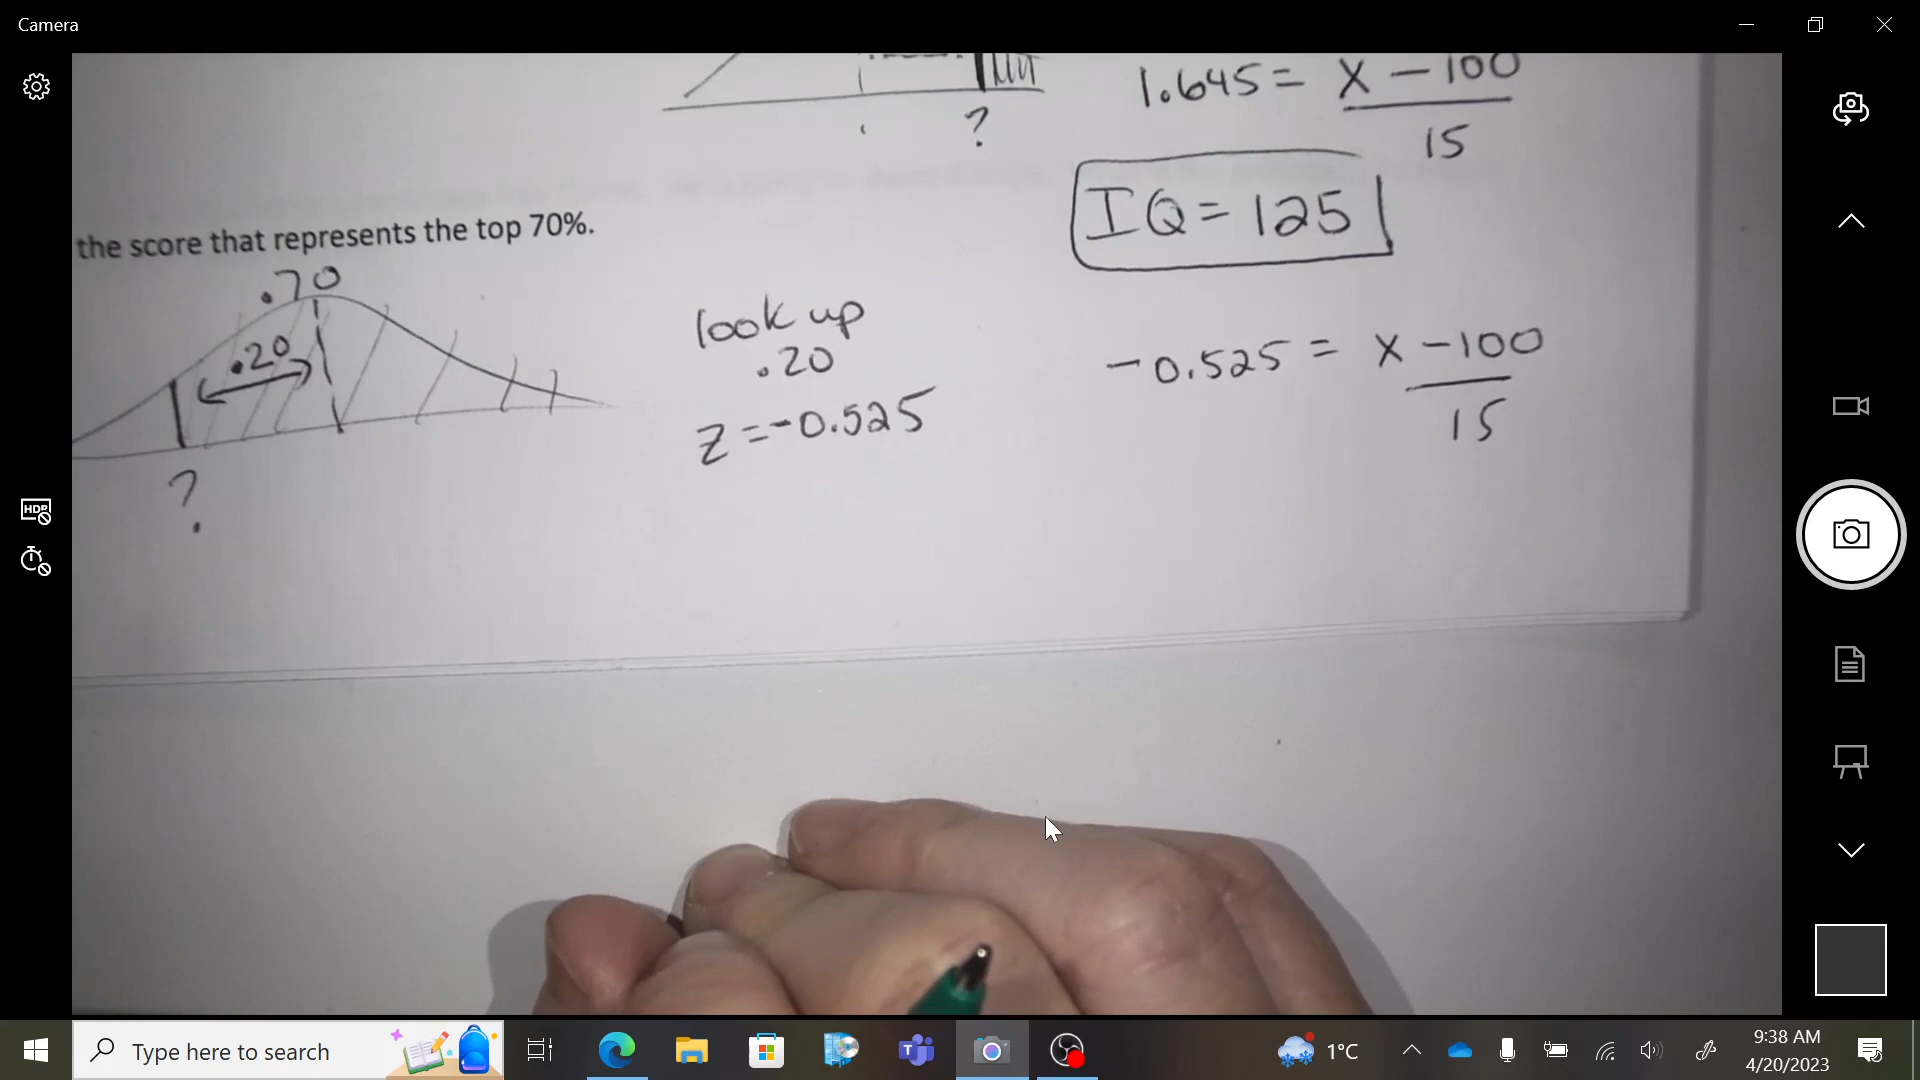 Camera
1.645 = x - 100
15
?
IQ = 125
the score that represents the top 70%.
.70
.20
?
look up
.20
z = -0.525
-0.525 = x - 100
15
HDR
Type here to search
1°C
9:38 AM
4/20/2023